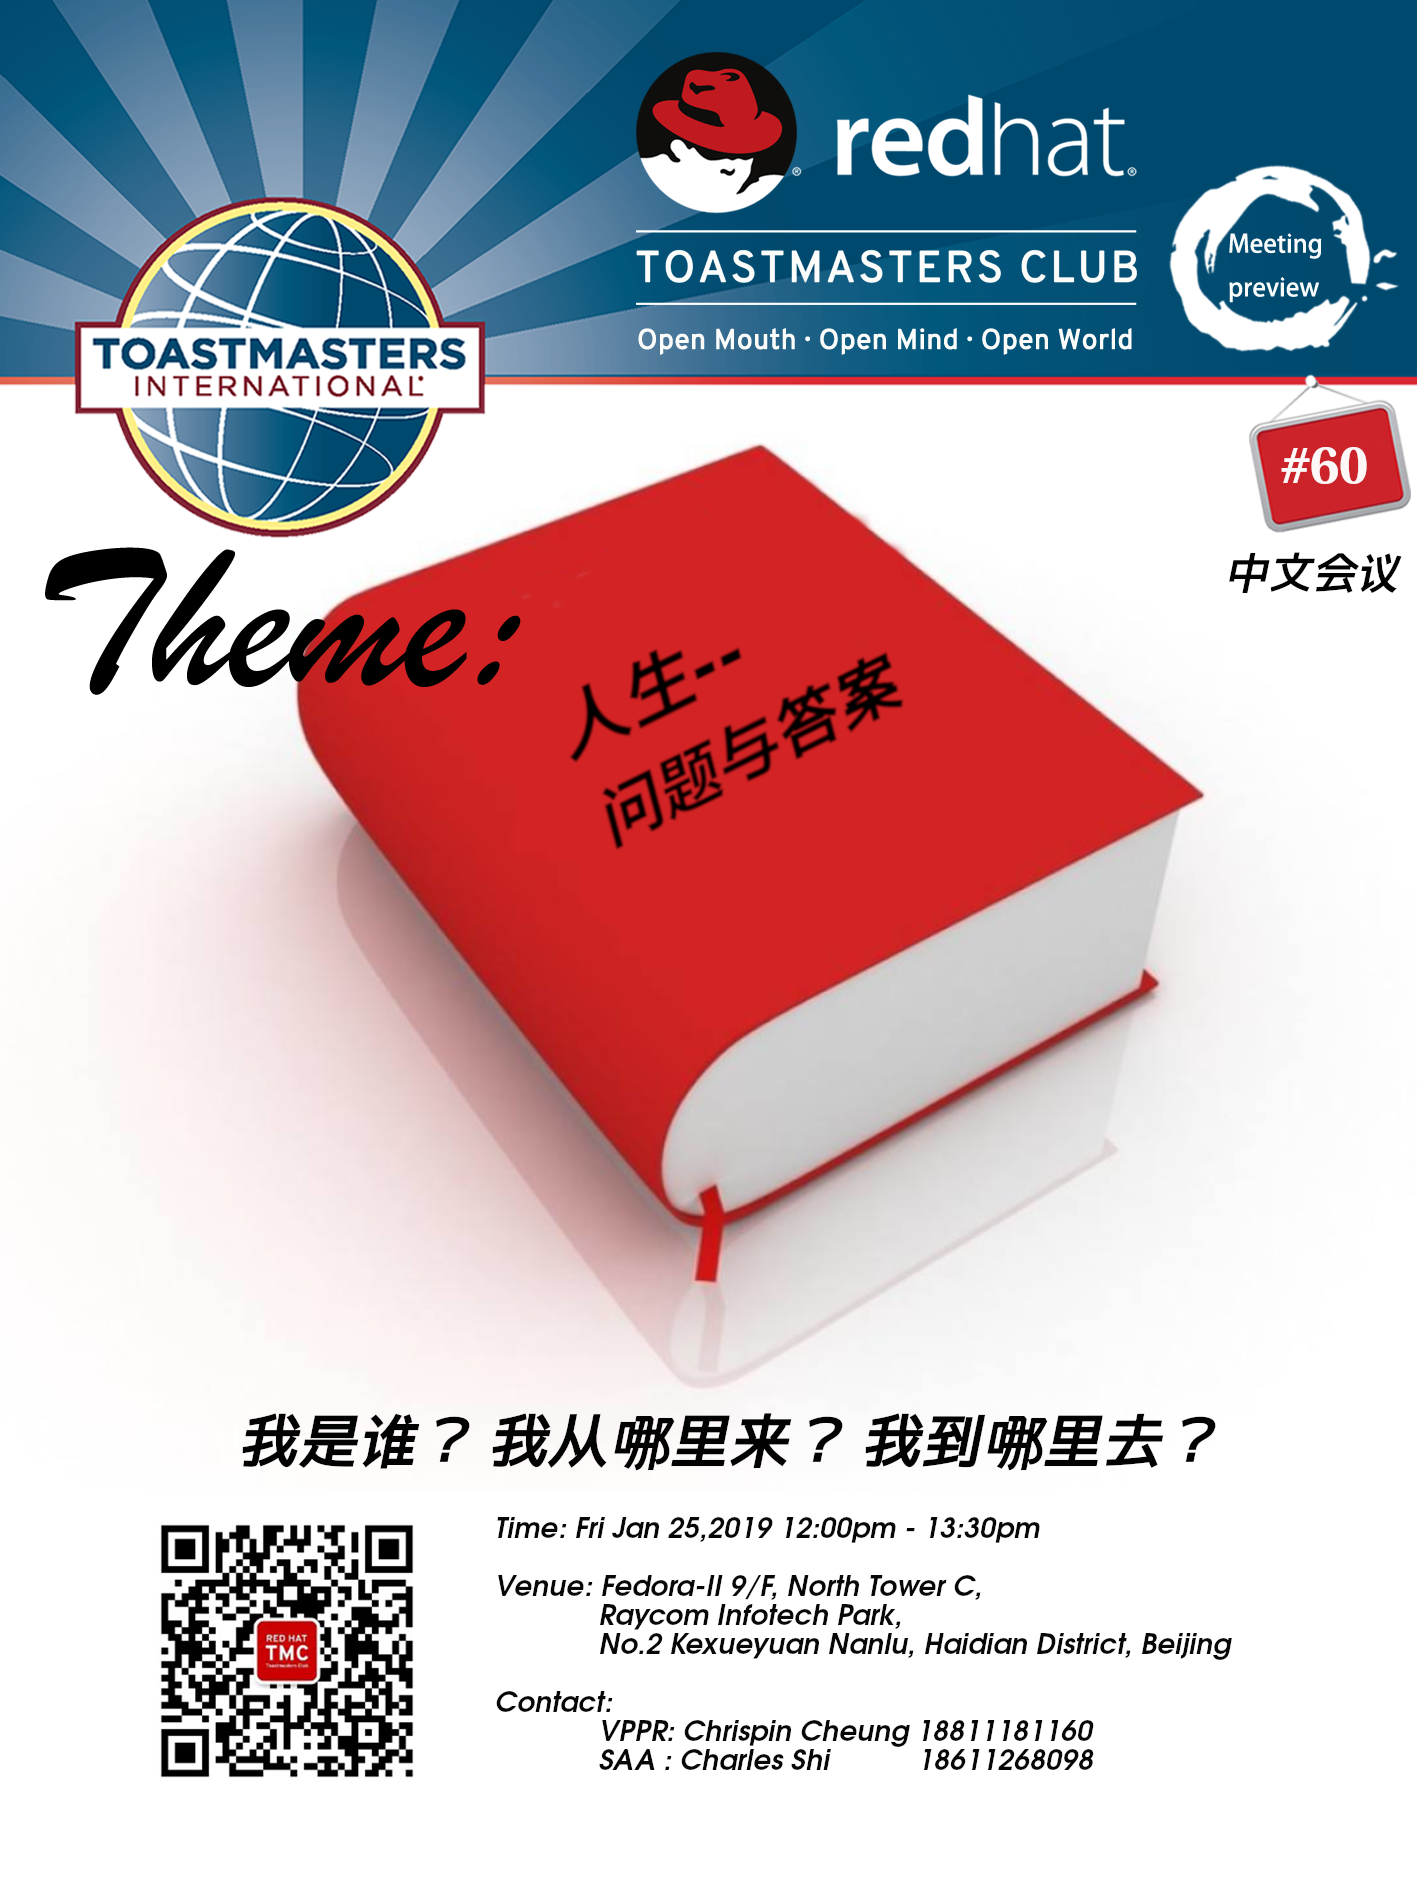 redhat
TOASTMASTERS CLUB
Open Mouth · Open Mind · Open World
Meeting
preview
TOASTMASTERS
INTERNATIONAL
#60
中文会议
Theme:
人生--
问题与答案
我是谁？我从哪里来？我到哪里去？
Time: Fri Jan 25,2019 12:00pm - 13:30pm
Venue: Fedora-II 9/F, North Tower C,
Raycom Infotech Park,
No.2 Kexueyuan Nanlu, Haidian District, Beijing
Contact:
VPPR: Chrispin Cheung 18811181160
SAA : Charles Shi 18611268098
RED HAT
TMC
Toastmasters Club